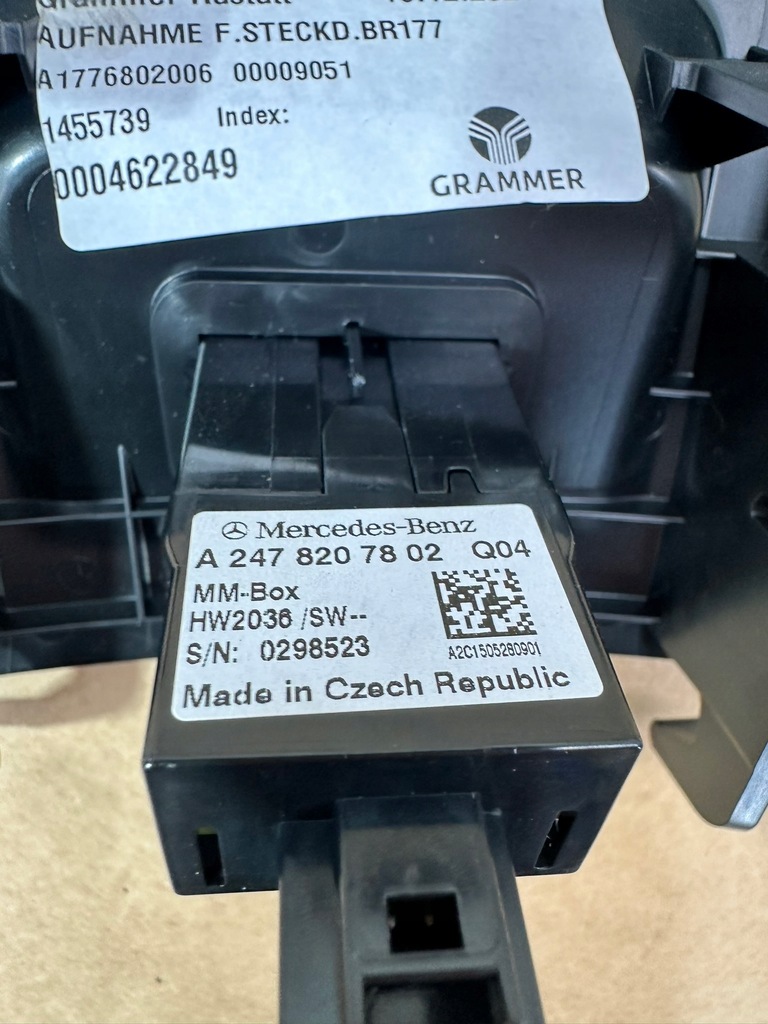 AUFNAHME F.STECKD.BR177
A1776802006 00009051
1455739 Index:
0004622849
GRAMMER
Mercedes-Benz
A 247 820 78 02 Q04
MM-Box
HW2036 /SW--
S/N: 0298523
A2C1505280901
Made in Czech Republic